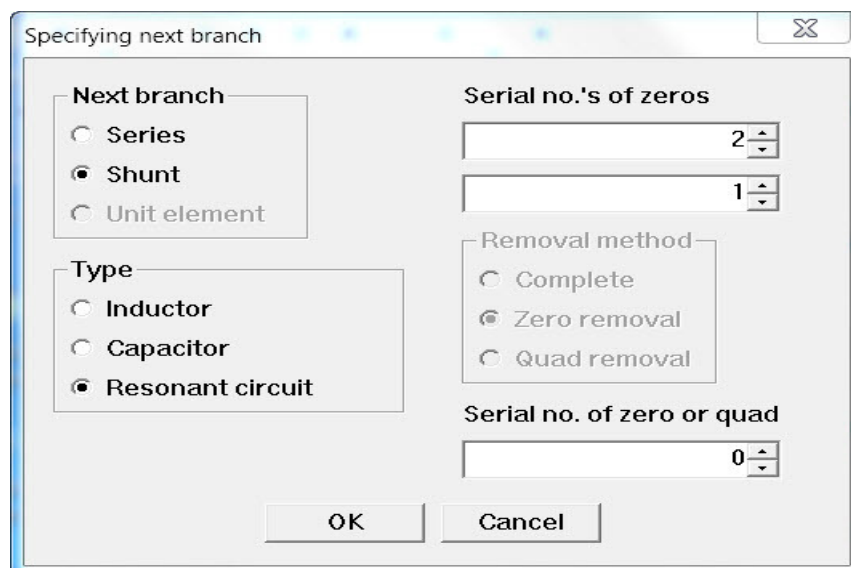 Specifying next branch
Next branch
Series
Shunt
Unit element
Type
Inductor
Capacitor
Resonant circuit
Serial no.'s of zeros
2
1
Removal method
Complete
Zero removal
Quad removal
Serial no. of zero or quad
0
OK
Cancel